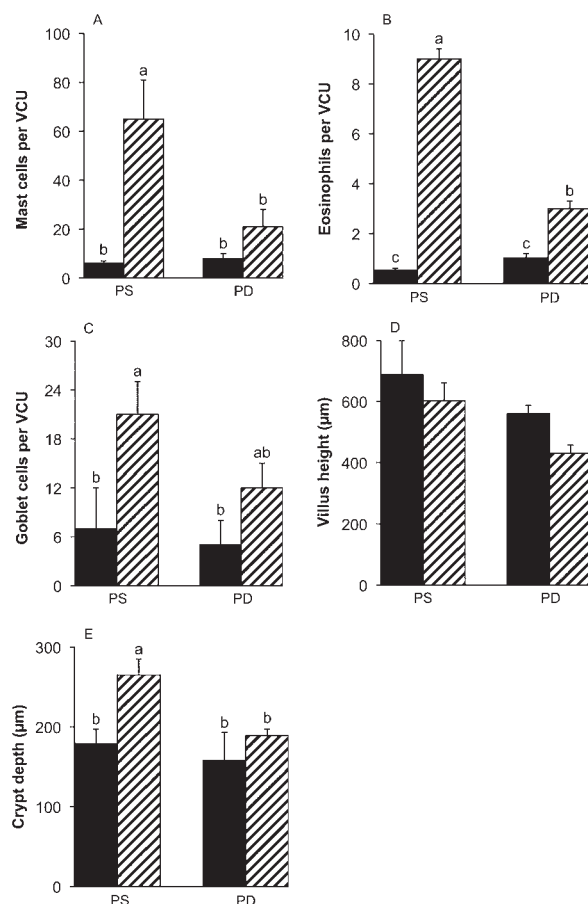 A
Mast cells per VCU
100
80
60
40
20
0
b
a
b
b
PS
PD
B
Eosinophils per VCU
10
8
6
4
2
0
c
a
c
b
PS
PD
C
Goblet cells per VCU
30
24
18
12
6
0
b
a
b
ab
PS
PD
D
Villus height (µm)
800
600
400
200
0
PS
PD
E
Crypt depth (µm)
300
200
100
0
b
a
b
b
PS
PD